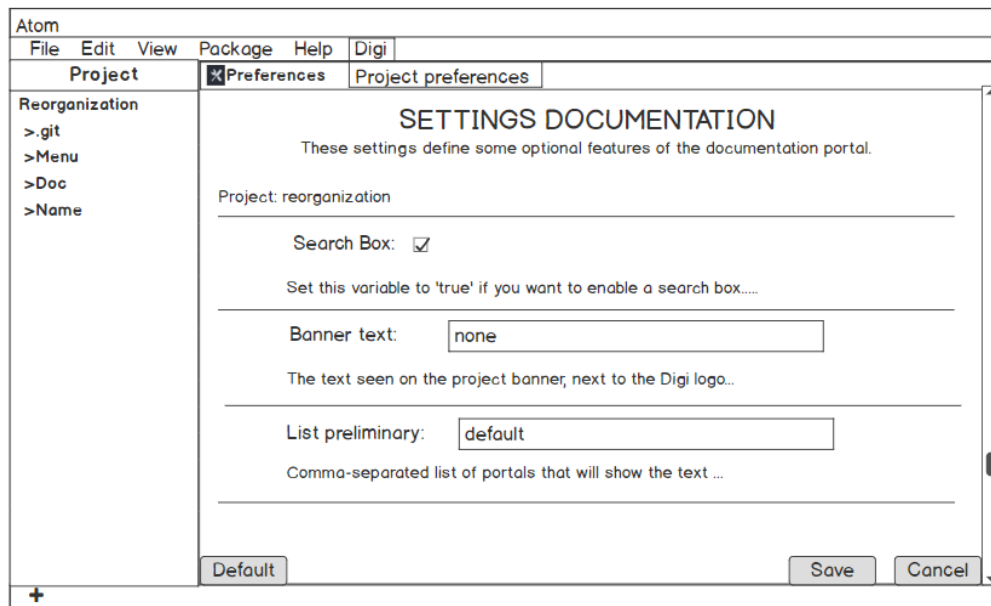 Atom
File Edit View Package Help Digi
Project
Preferences Project preferences
Reorganization
>.git
>Menu
>Doc
>Name
SETTINGS DOCUMENTATION
These settings define some optional features of the documentation portal.
Project: reorganization
Search Box:
Set this variable to 'true' if you want to enable a search box.....
Banner text: none
The text seen on the project banner, next to the Digi logo...
List preliminary: default
Comma-separated list of portals that will show the text ...
Default Save Cancel
+